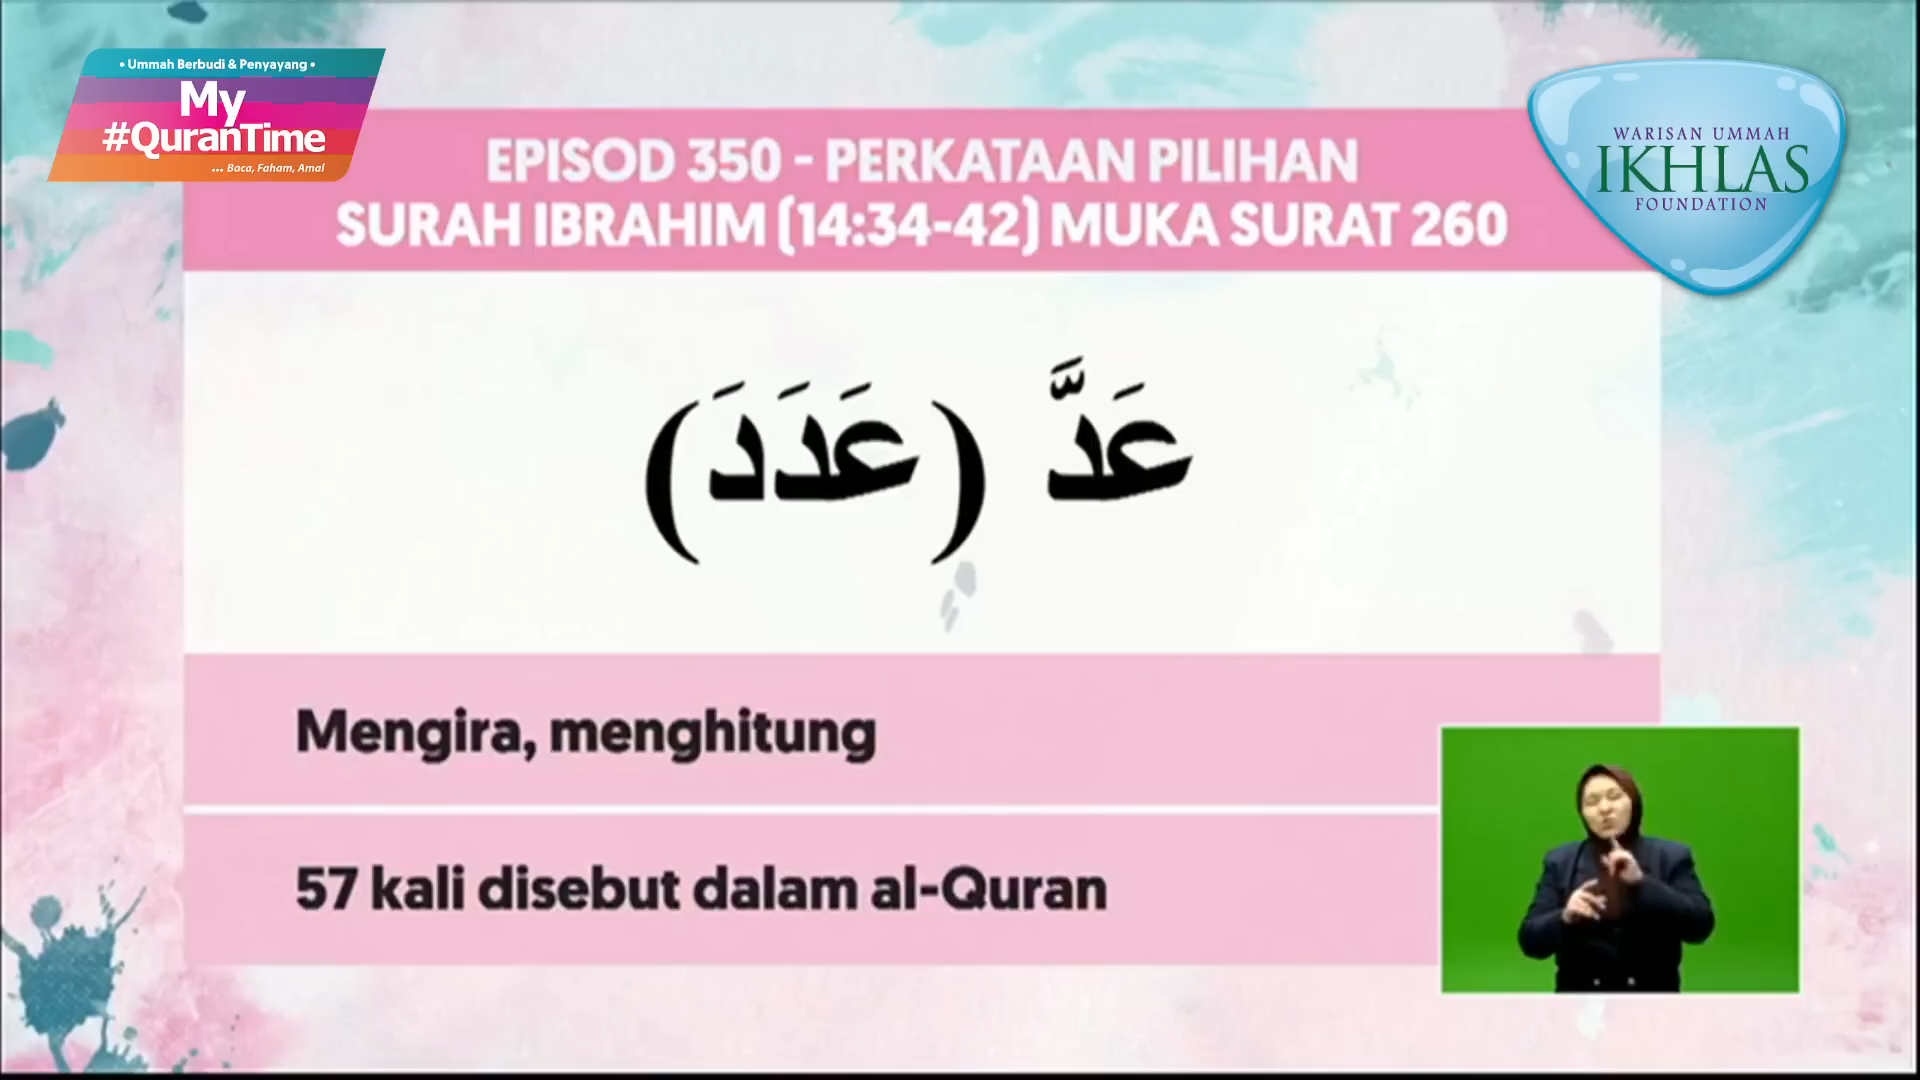 • Ummah Berbudi & Penyayang •
My
#QuranTime
... Baca, Faham, Amal
EPISOD 350 - PERKATAAN PILIHAN
SURAH IBRAHIM (14:34-42) MUKA SURAT 260
WARISAN UMMAH
IKHLAS
FOUNDATION
عَدَّ (عَدَدَ)
Mengira, menghitung
57 kali disebut dalam al-Quran